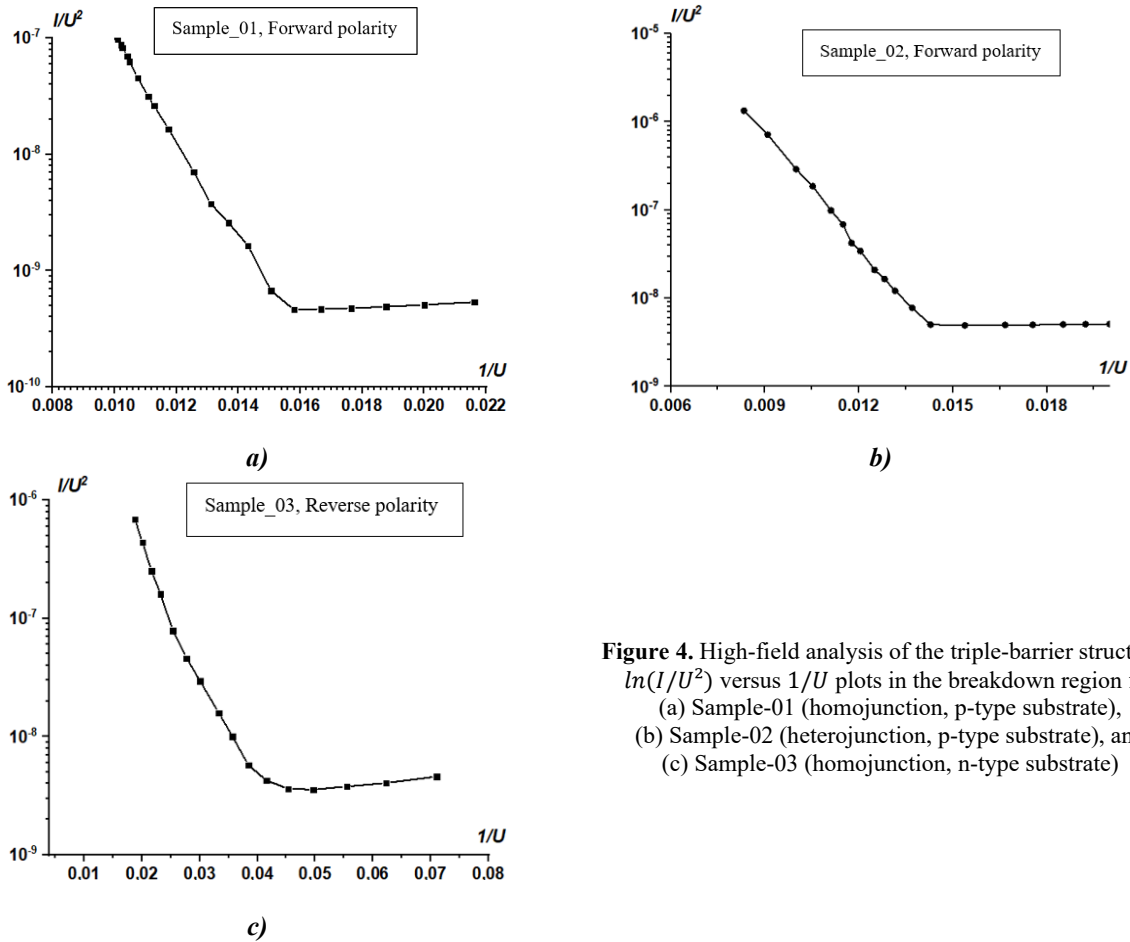 I/U²
Sample_01, Forward polarity
10⁻⁷
10⁻⁸
10⁻⁹
10⁻¹⁰
1/U
0.008 0.010 0.012 0.014 0.016 0.018 0.020 0.022
a)
I/U²
Sample_02, Forward polarity
10⁻⁵
10⁻⁶
10⁻⁷
10⁻⁸
10⁻⁹
1/U
0.006 0.009 0.012 0.015 0.018
b)
I/U²
Sample_03, Reverse polarity
10⁻⁶
10⁻⁷
10⁻⁸
10⁻⁹
1/U
0.01 0.02 0.03 0.04 0.05 0.06 0.07 0.08
c)
Figure 4. High-field analysis of the triple-barrier struct
ln(I/U²) versus 1/U plots in the breakdown region
(a) Sample-01 (homojunction, p-type substrate),
(b) Sample-02 (heterojunction, p-type substrate), an
(c) Sample-03 (homojunction, n-type substrate)